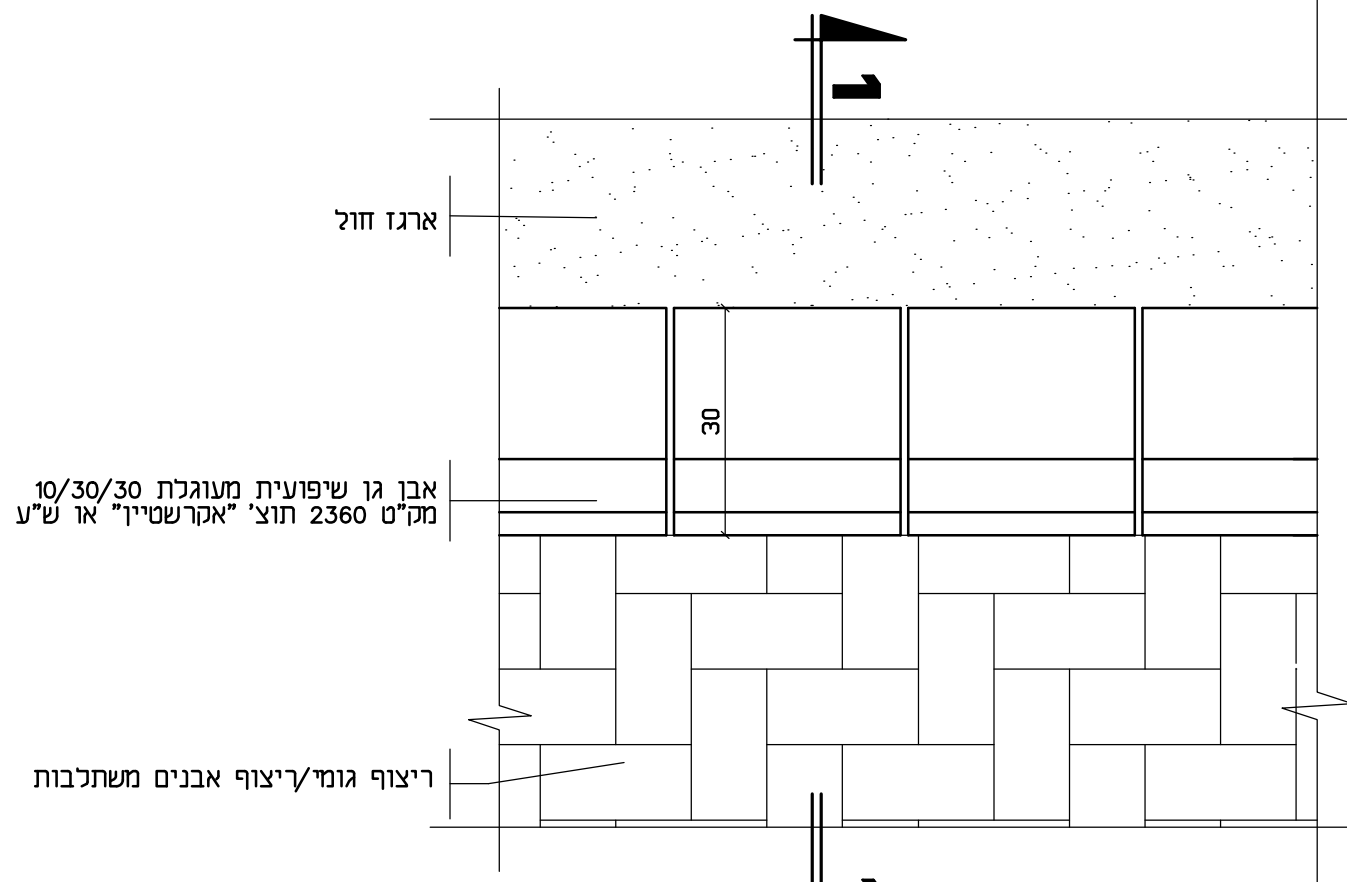 1
ארגז חול
30
אבן גן שיפועית מעוגלת 10/30/30
מק"ט 2360 תוצ' "אקרשטיין" או ש"ע
ריצוף גומי/ריצוף אבנים משתלבות